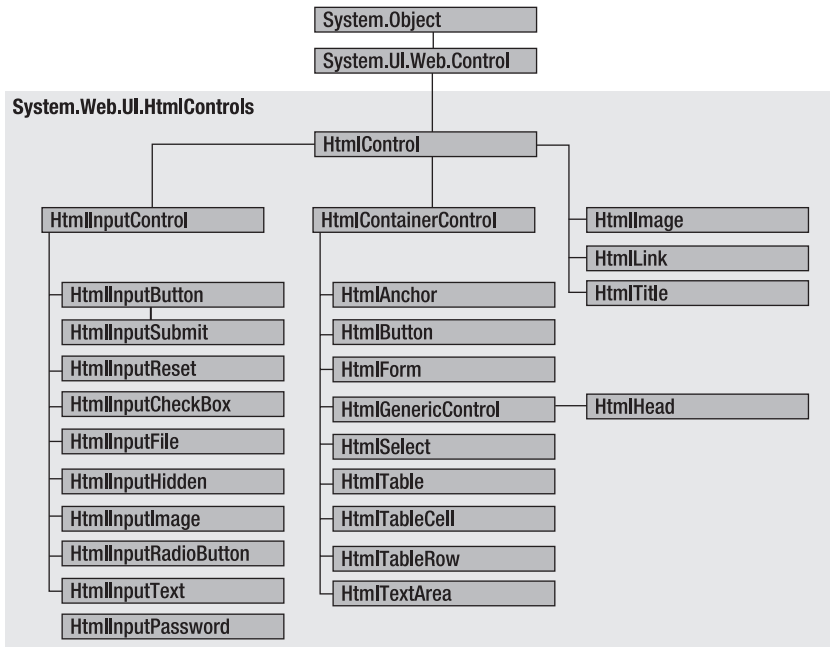 System.Object
System.UI.Web.Control
System.Web.UI.HtmlControls
HtmlControl
HtmlInputControl
HtmlInputButton
HtmlInputSubmit
HtmlInputReset
HtmlInputCheckBox
HtmlInputFile
HtmlInputHidden
HtmlInputImage
HtmlInputRadioButton
HtmlInputText
HtmlInputPassword
HtmlContainerControl
HtmlAnchor
HtmlButton
HtmlForm
HtmlGenericControl
HtmlHead
HtmlSelect
HtmlTable
HtmlTableCell
HtmlTableRow
HtmlTextArea
HtmlImage
HtmlLink
HtmlTitle